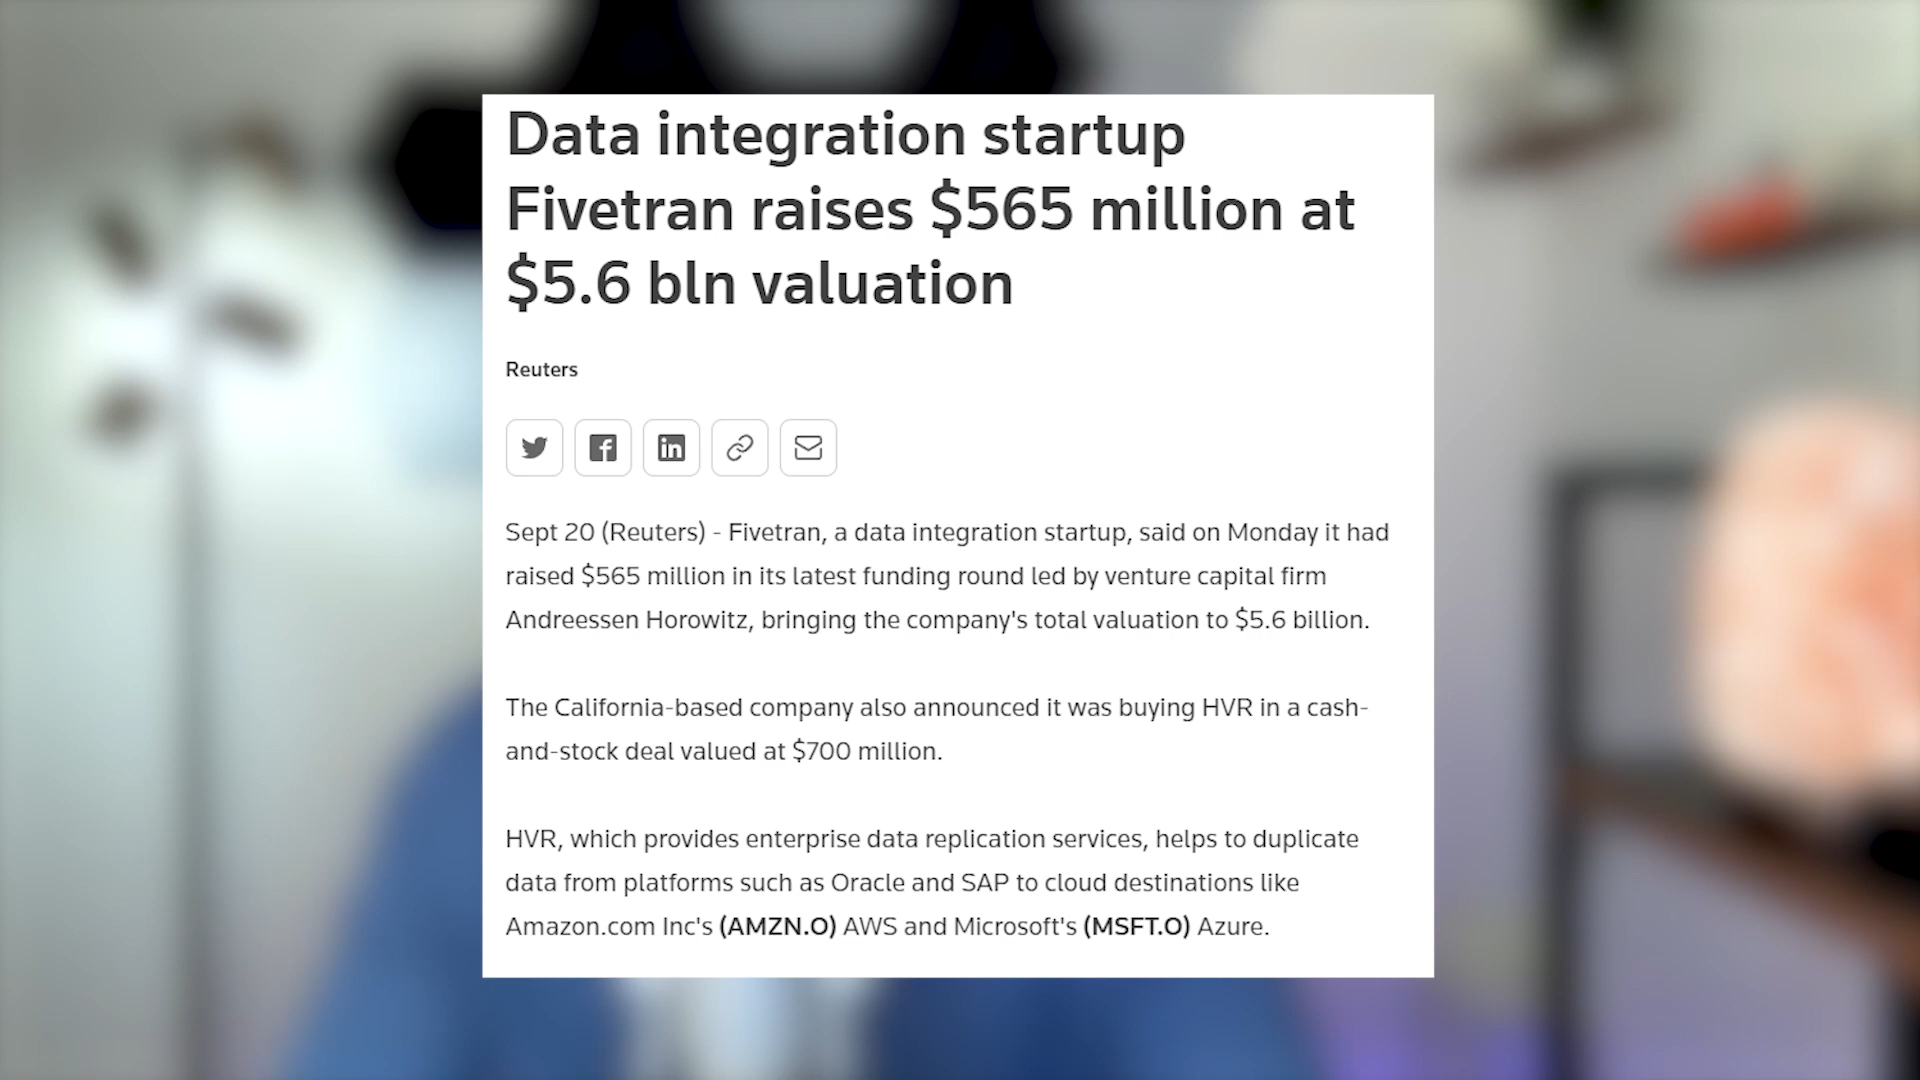 Data integration startup
Fivetran raises $565 million at
$5.6 bln valuation
Reuters
Sept 20 (Reuters) - Fivetran, a data integration startup, said on Monday it had
raised $565 million in its latest funding round led by venture capital firm
Andreessen Horowitz, bringing the company's total valuation to $5.6 billion.
The California-based company also announced it was buying HVR in a cash-
and-stock deal valued at $700 million.
HVR, which provides enterprise data replication services, helps to duplicate
data from platforms such as Oracle and SAP to cloud destinations like
Amazon.com Inc's (AMZN.O) AWS and Microsoft's (MSFT.O) Azure.